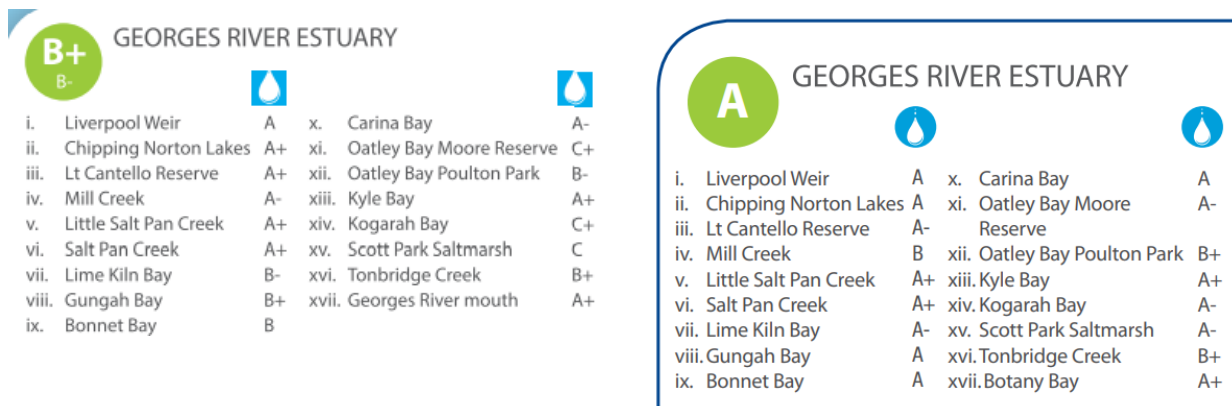 B+
B-
GEORGES RIVER ESTUARY
i. Liverpool Weir A
ii. Chipping Norton Lakes A+
iii. Lt Cantello Reserve A+
iv. Mill Creek A-
v. Little Salt Pan Creek A+
vi. Salt Pan Creek A+
vii. Lime Kiln Bay B-
viii. Gungah Bay B+
ix. Bonnet Bay B
x. Carina Bay A-
xi. Oatley Bay Moore Reserve C+
xii. Oatley Bay Poulton Park B-
xiii. Kyle Bay A+
xiv. Kogarah Bay C+
xv. Scott Park Saltmarsh C
xvi. Tonbridge Creek B+
xvii. Georges River mouth A+
A
GEORGES RIVER ESTUARY
i. Liverpool Weir A
ii. Chipping Norton Lakes A
iii. Lt Cantello Reserve A-
iv. Mill Creek B
v. Little Salt Pan Creek A+
vi. Salt Pan Creek A+
vii. Lime Kiln Bay A-
viii. Gungah Bay A
ix. Bonnet Bay A
x. Carina Bay A
xi. Oatley Bay Moore A-
Reserve
xii. Oatley Bay Poulton Park B+
xiii. Kyle Bay A+
xiv. Kogarah Bay A-
xv. Scott Park Saltmarsh A-
xvi. Tonbridge Creek B+
xvii. Botany Bay A+